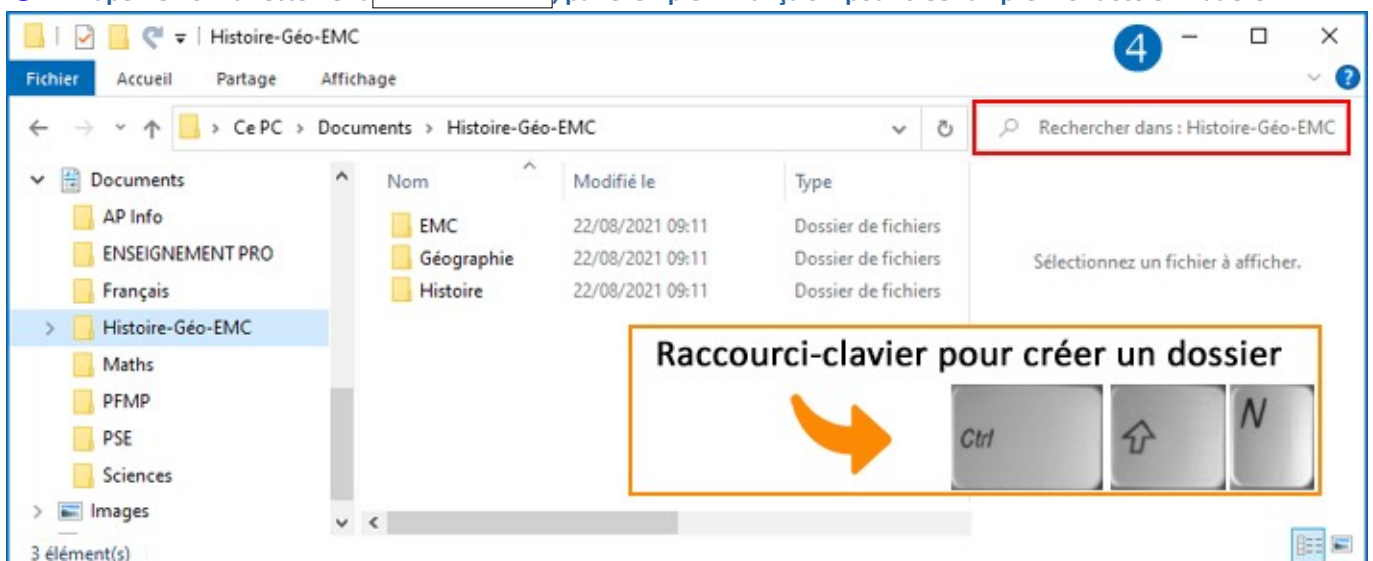 Histoire-Géo-EMC
4
Fichier Accueil Partage Affichage
Ce PC > Documents > Histoire-Géo-EMC
Rechercher dans : Histoire-Géo-EMC
Documents
AP Info
ENSEIGNEMENT PRO
Français
Histoire-Géo-EMC
Maths
PFMP
PSE
Sciences
Images
Nom Modifié le Type
EMC 22/08/2021 09:11 Dossier de fichiers
Géographie 22/08/2021 09:11 Dossier de fichiers
Histoire 22/08/2021 09:11 Dossier de fichiers
Sélectionnez un fichier à afficher.
Raccourci-clavier pour créer un dossier
Ctrl N
3 élément(s)